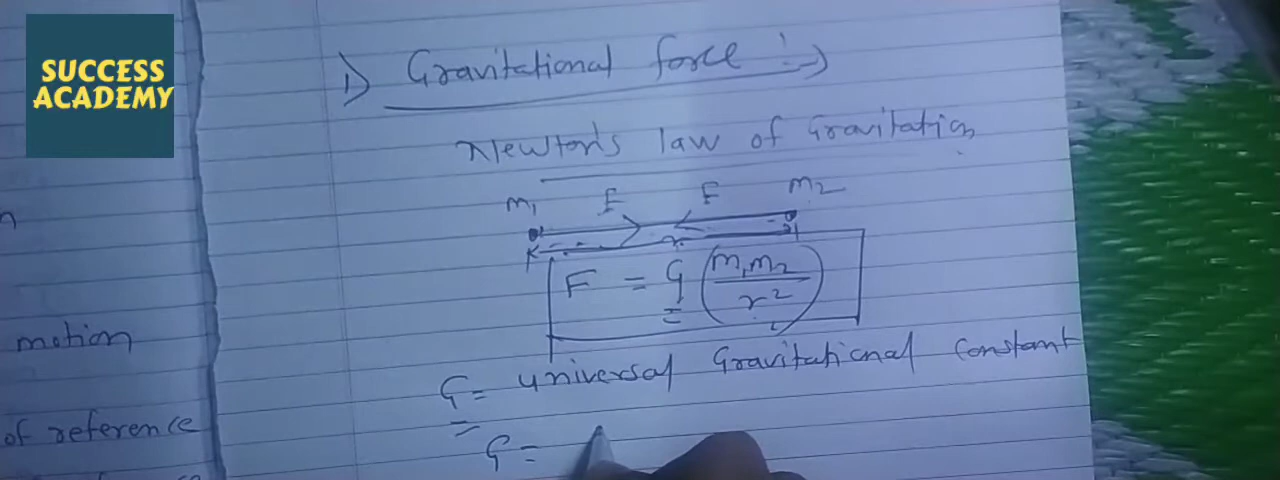 SUCCESS
ACADEMY
1) Gravitational force :→
Newton's law of Gravitation
m1 F F m2
r
F = G (m1m2 / r²)
G = universal Gravitational constant
G =
n
motion
of reference